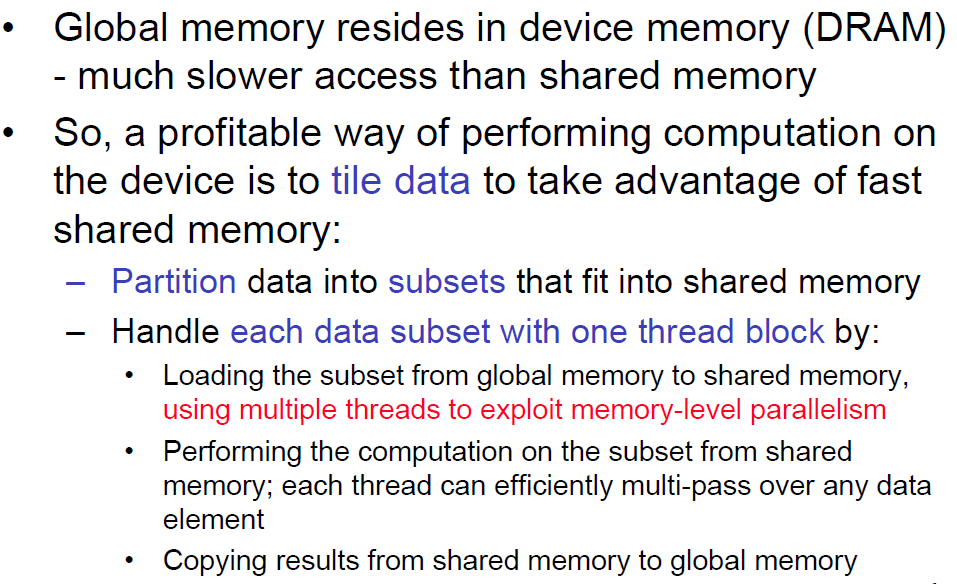 • Global memory resides in device memory (DRAM)
- much slower access than shared memory
• So, a profitable way of performing computation on
the device is to tile data to take advantage of fast
shared memory:
– Partition data into subsets that fit into shared memory
– Handle each data subset with one thread block by:
• Loading the subset from global memory to shared memory,
using multiple threads to exploit memory-level parallelism
• Performing the computation on the subset from shared
memory; each thread can efficiently multi-pass over any data
element
• Copying results from shared memory to global memory